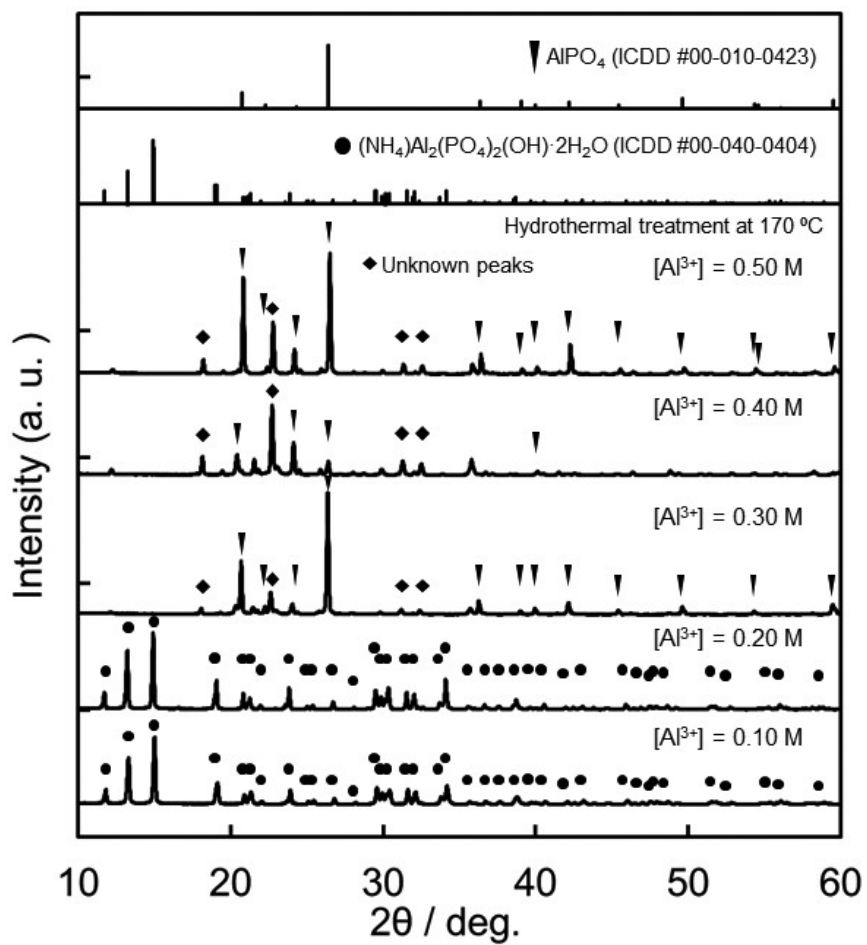 AlPO₄ (ICDD #00-010-0423)
(NH₄)Al₂(PO₄)₂(OH)·2H₂O (ICDD #00-040-0404)
Hydrothermal treatment at 170 ºC
Unknown peaks
[Al³⁺] = 0.50 M
[Al³⁺] = 0.40 M
[Al³⁺] = 0.30 M
[Al³⁺] = 0.20 M
[Al³⁺] = 0.10 M
Intensity (a. u.)
10 20 30 40 50 60
2θ / deg.